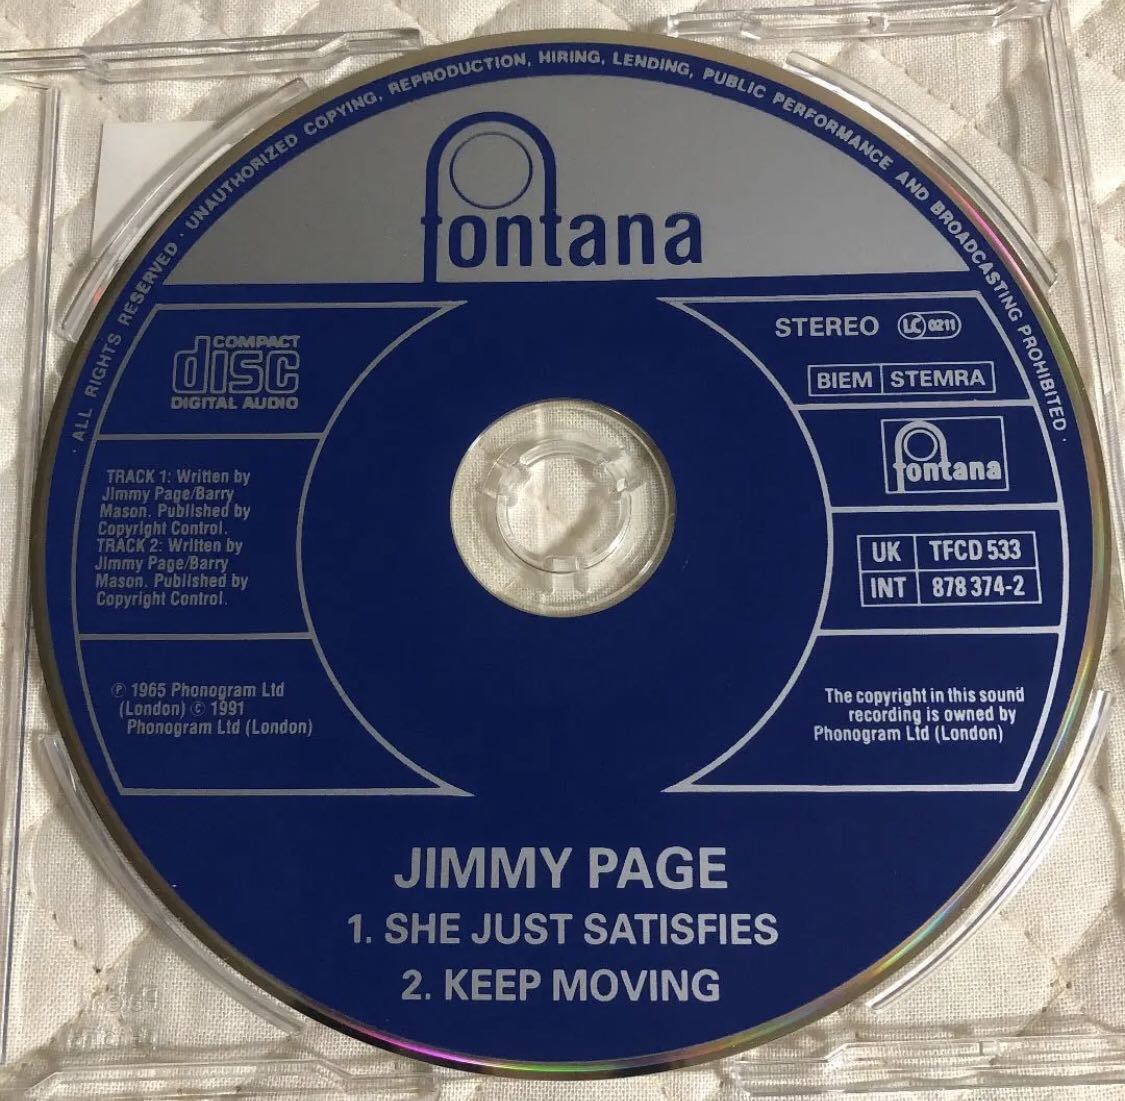 · ALL RIGHTS RESERVED · UNAUTHORIZED COPYING, REPRODUCTION, HIRING, LENDING, PUBLIC PERFORMANCE AND BROADCASTING PROHIBITED ·
fontana
COMPACT
disc
DIGITAL AUDIO
STEREO LC 0211
BIEM STEMRA
fontana
TRACK 1: Written by
Jimmy Page/Barry
Mason. Published by
Copyright Control.
TRACK 2: Written by
Jimmy Page/Barry
Mason. Published by
Copyright Control.
UK TFCD 533
INT 878 374-2
℗ 1965 Phonogram Ltd
(London) © 1991
Phonogram Ltd (London)
The copyright in this sound
recording is owned by
Phonogram Ltd (London)
JIMMY PAGE
1. SHE JUST SATISFIES
2. KEEP MOVING